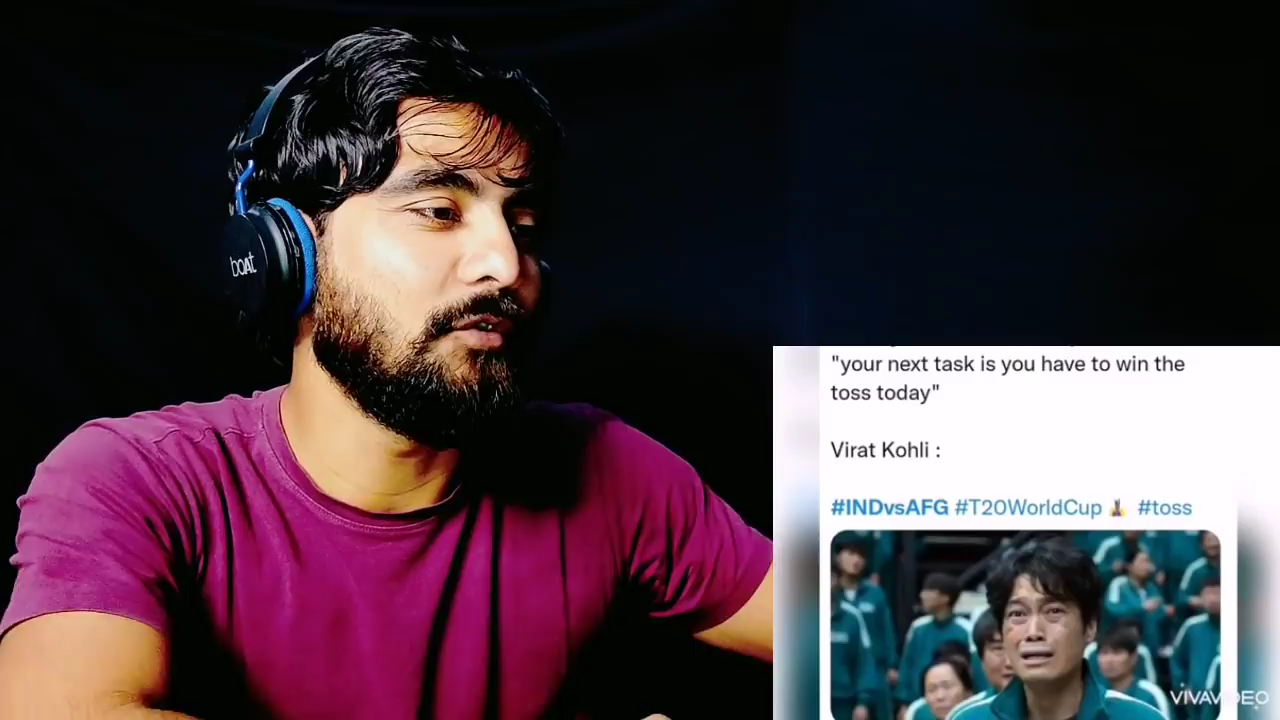 boAt
"your next task is you have to win the
toss today"
Virat Kohli :
#INDvsAFG #T20WorldCup #toss
VIVAVIDEO